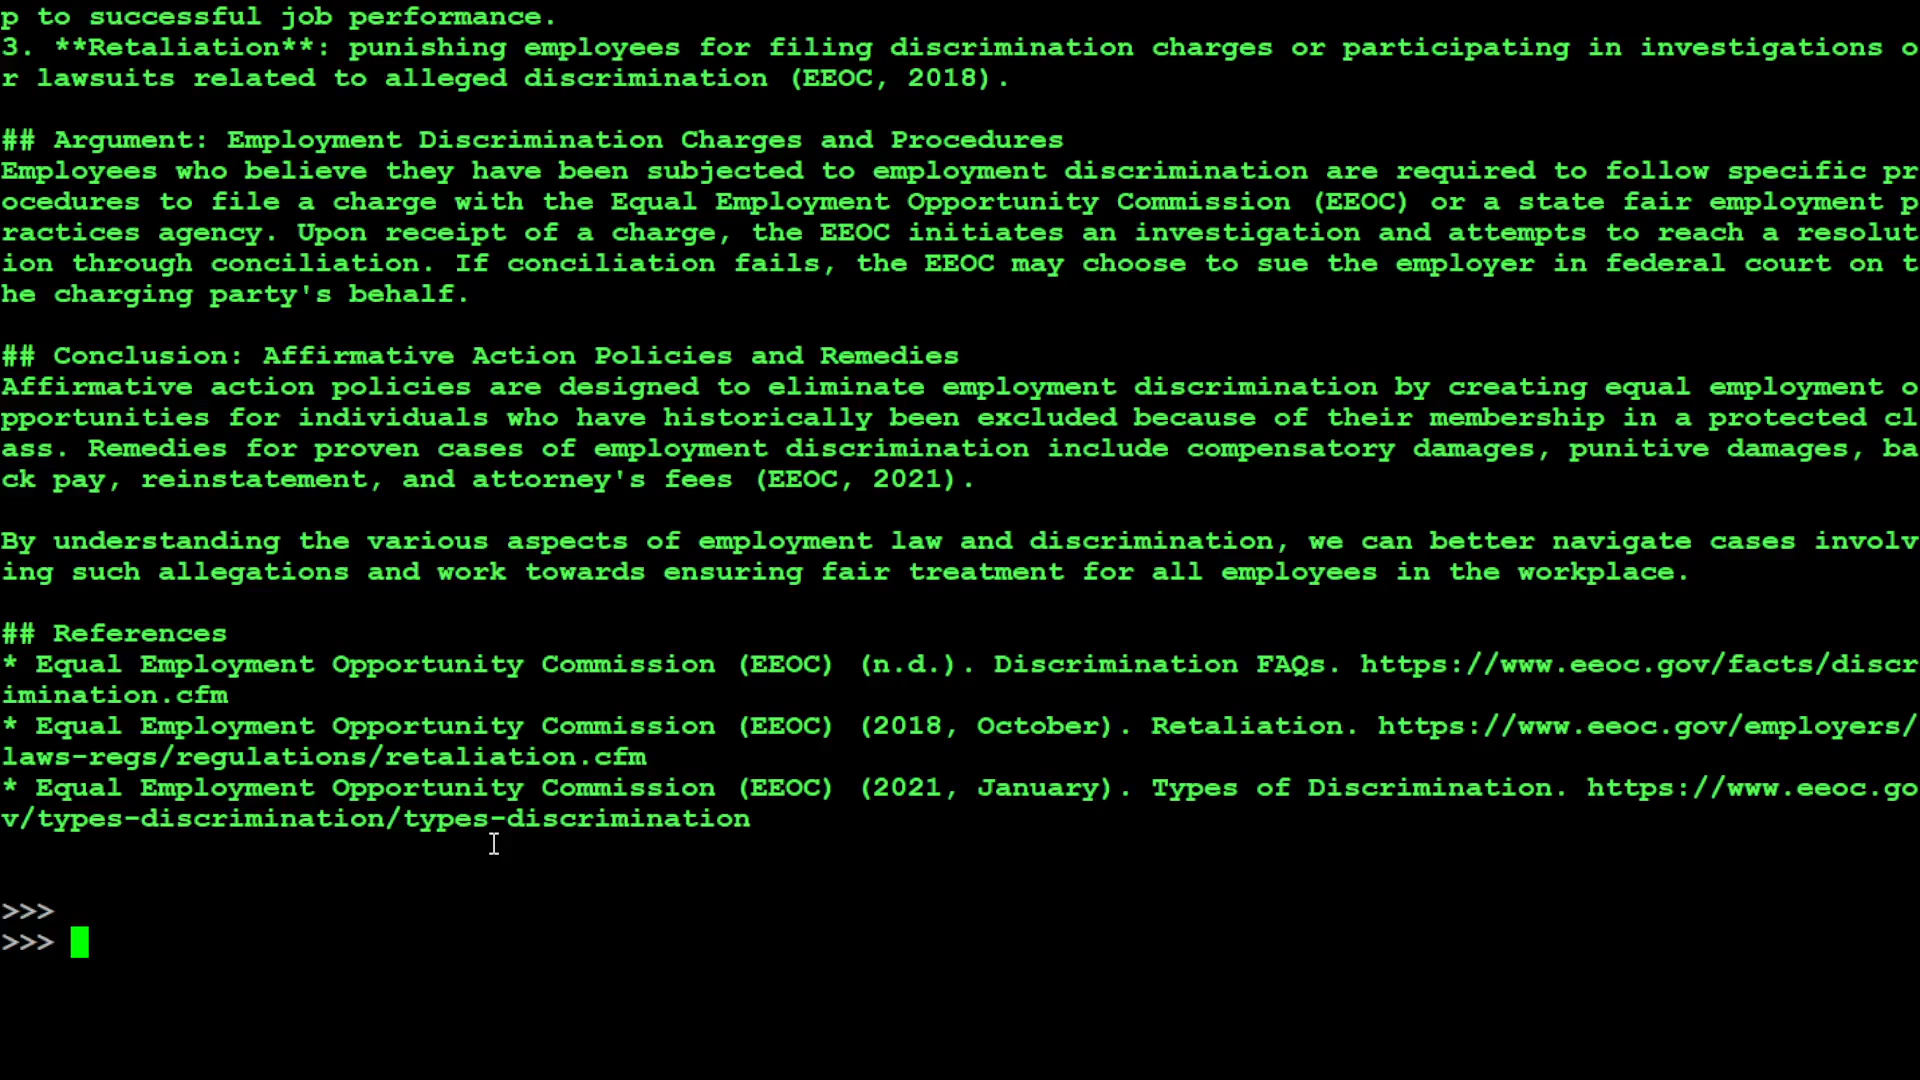 p to successful job performance.
3. **Retaliation**: punishing employees for filing discrimination charges or participating in investigations o
r lawsuits related to alleged discrimination (EEOC, 2018).
## Argument: Employment Discrimination Charges and Procedures
Employees who believe they have been subjected to employment discrimination are required to follow specific pr
ocedures to file a charge with the Equal Employment Opportunity Commission (EEOC) or a state fair employment p
ractices agency. Upon receipt of a charge, the EEOC initiates an investigation and attempts to reach a resolut
ion through conciliation. If conciliation fails, the EEOC may choose to sue the employer in federal court on t
he charging party's behalf.
## Conclusion: Affirmative Action Policies and Remedies
Affirmative action policies are designed to eliminate employment discrimination by creating equal employment o
pportunities for individuals who have historically been excluded because of their membership in a protected cl
ass. Remedies for proven cases of employment discrimination include compensatory damages, punitive damages, ba
ck pay, reinstatement, and attorney's fees (EEOC, 2021).
By understanding the various aspects of employment law and discrimination, we can better navigate cases involv
ing such allegations and work towards ensuring fair treatment for all employees in the workplace.
## References
* Equal Employment Opportunity Commission (EEOC) (n.d.). Discrimination FAQs. https://www.eeoc.gov/facts/discr
imination.cfm
* Equal Employment Opportunity Commission (EEOC) (2018, October). Retaliation. https://www.eeoc.gov/employers/
laws-regs/regulations/retaliation.cfm
* Equal Employment Opportunity Commission (EEOC) (2021, January). Types of Discrimination. https://www.eeoc.go
v/types-discrimination/types-discrimination
>>>
>>>